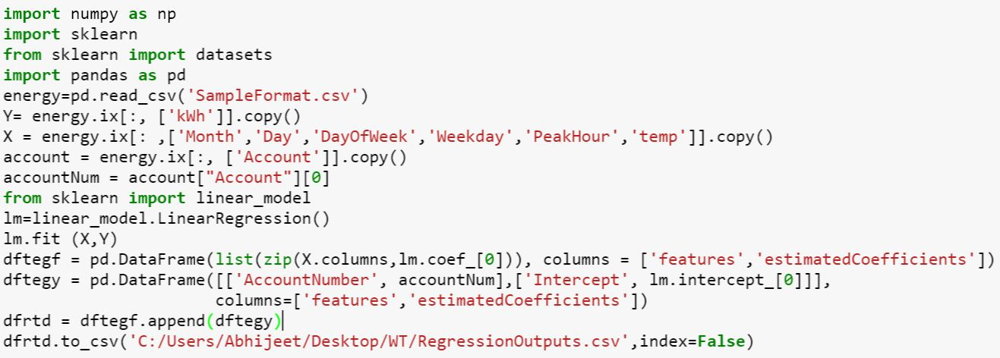 import numpy as np
import sklearn
from sklearn import datasets
import pandas as pd
energy=pd.read_csv('SampleFormat.csv')
Y= energy.ix[:, ['kWh']].copy()
X = energy.ix[: ,['Month','Day','DayOfWeek','Weekday','PeakHour','temp']].copy()
account = energy.ix[:, ['Account']].copy()
accountNum = account["Account"][0]
from sklearn import linear_model
lm=linear_model.LinearRegression()
lm.fit (X,Y)
dftegf = pd.DataFrame(list(zip(X.columns,lm.coef_[0])), columns = ['features','estimatedCoefficients'])
dftegy = pd.DataFrame([['AccountNumber', accountNum],['Intercept', lm.intercept_[0]]],
                      columns=['features','estimatedCoefficients'])
dfrtd = dftegf.append(dftegy)
dfrtd.to_csv('C:/Users/Abhijeet/Desktop/WT/RegressionOutputs.csv',index=False)